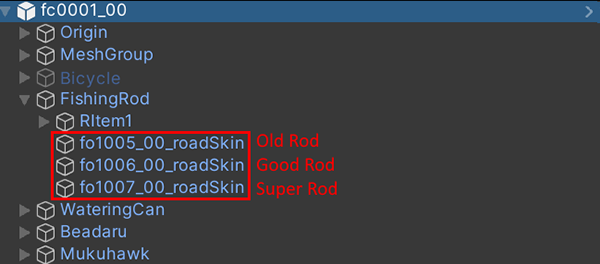 fc0001_00
Origin
MeshGroup
Bicycle
FishingRod
RItem1
fo1005_00_roadSkin Old Rod
fo1006_00_roadSkin Good Rod
fo1007_00_roadSkin Super Rod
WateringCan
Beadaru
Mukuhawk